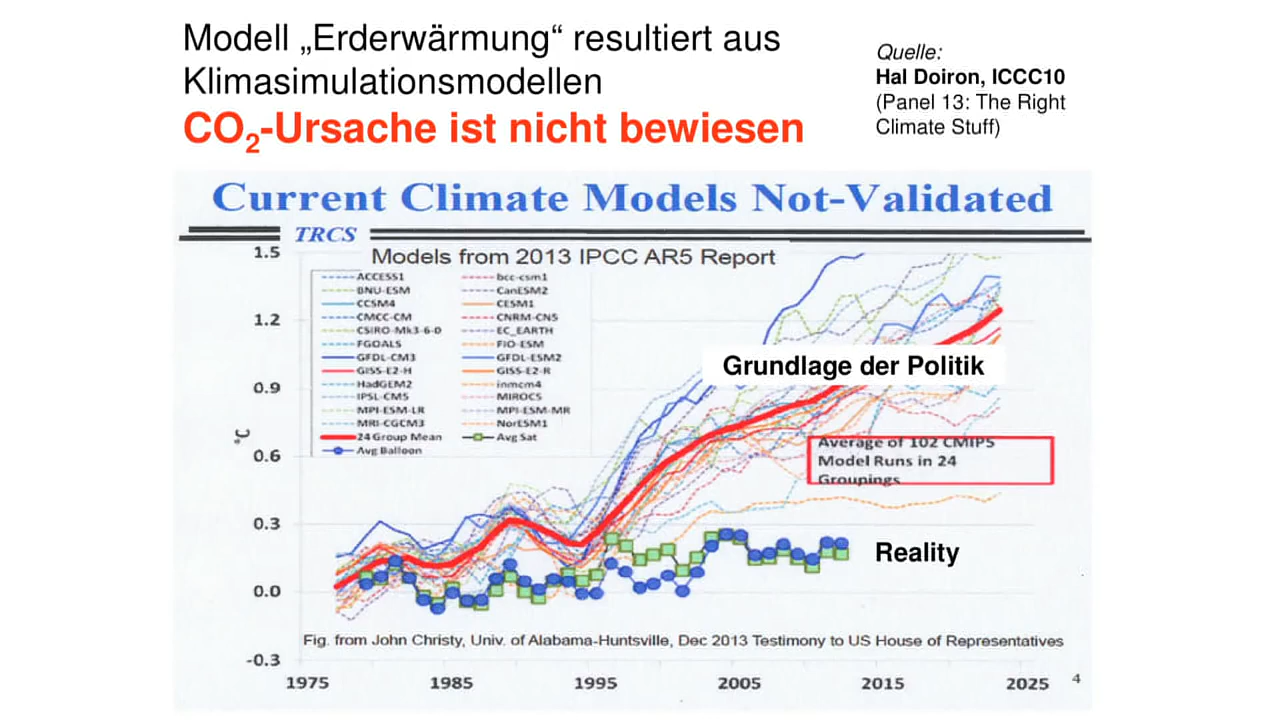 Modell „Erderwärmung“ resultiert aus
Klimasimulationsmodellen
CO₂-Ursache ist nicht bewiesen
Quelle:
Hal Doiron, ICCC10
(Panel 13: The Right
Climate Stuff)
Current Climate Models Not-Validated
TRCS
Models from 2013 IPCC AR5 Report
1.5
1.2
0.9
0.6
0.3
0.0
-0.3
°C
ACCESS1 bcc-csm1
BNU-ESM CanESM2
CCSM4 CESM1
CMCC-CM CNRM-CN5
CSIRO-Mk3-6-0 EC_EARTH
FGOALS FIO-ESM
GFDL-CM3 GFDL-ESM2
GISS-E2-H GISS-E2-R
HadGEM2 inmcm4
IPSL-CM5 MIROC5
MPI-ESM-LR MPI-ESM-MR
MRI-CGCM3 NorESM1
24 Group Mean Avg Sat
Avg Balloon
Grundlage der Politik
Average of 102 CMIP5
Model Runs in 24
Groupings
Reality
Fig. from John Christy, Univ. of Alabama-Huntsville, Dec 2013 Testimony to US House of Representatives
1975 1985 1995 2005 2015 2025
4